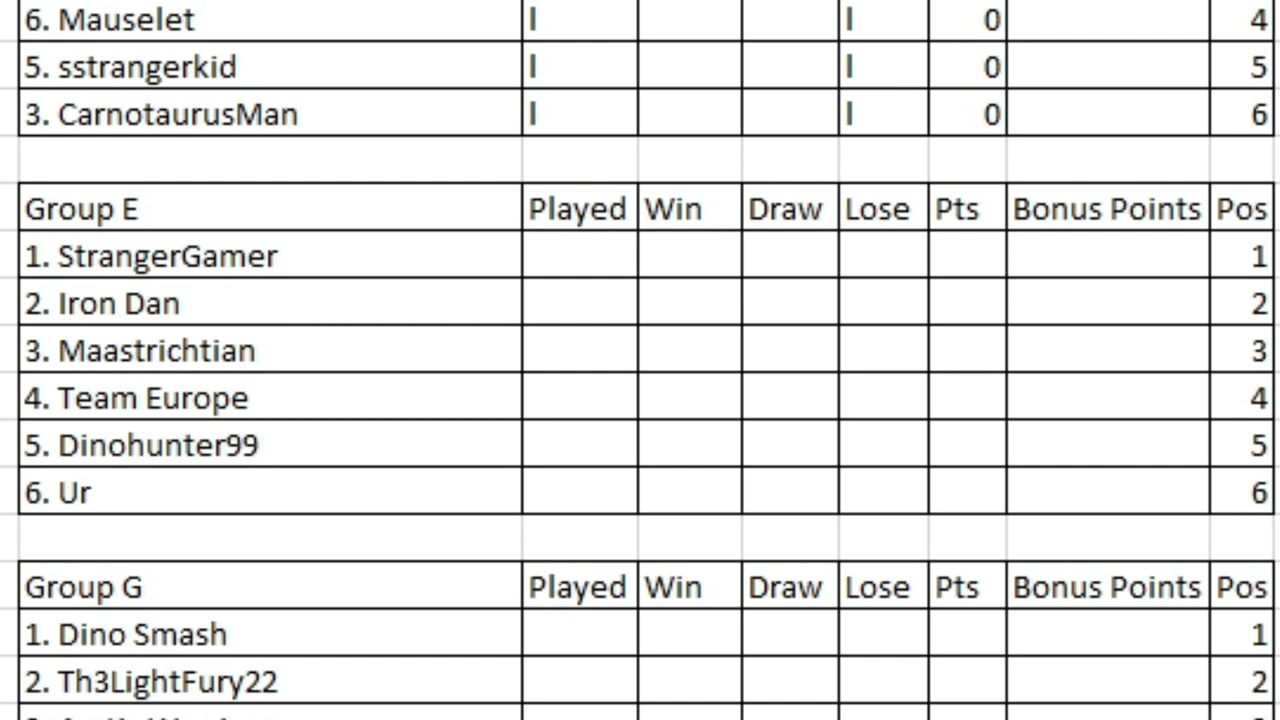 6. Mauselet l l 0 4
5. sstrangerkid l l 0 5
3. CarnotaurusMan l l 0 6
Group E Played Win Draw Lose Pts Bonus Points Pos
1. StrangerGamer 1
2. Iron Dan 2
3. Maastrichtian 3
4. Team Europe 4
5. Dinohunter99 5
6. Ur 6
Group G Played Win Draw Lose Pts Bonus Points Pos
1. Dino Smash 1
2. Th3LightFury22 2